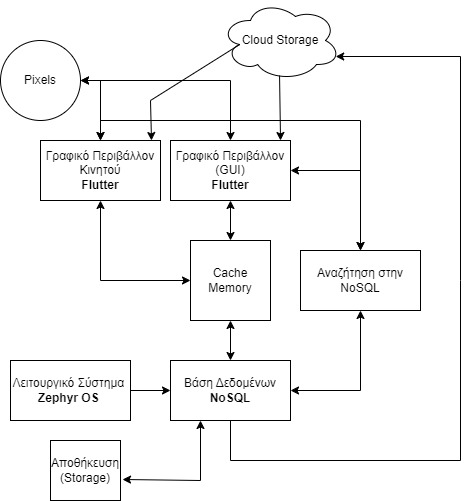 Cloud Storage
Pixels
Γραφικό Περιβάλλον
Κινητού
Flutter
Γραφικό Περιβάλλον
(GUI)
Flutter
Cache
Memory
Αναζήτηση στην
NoSQL
Λειτουργικό Σύστημα
Zephyr OS
Βάση Δεδομένων
NoSQL
Αποθήκευση
(Storage)